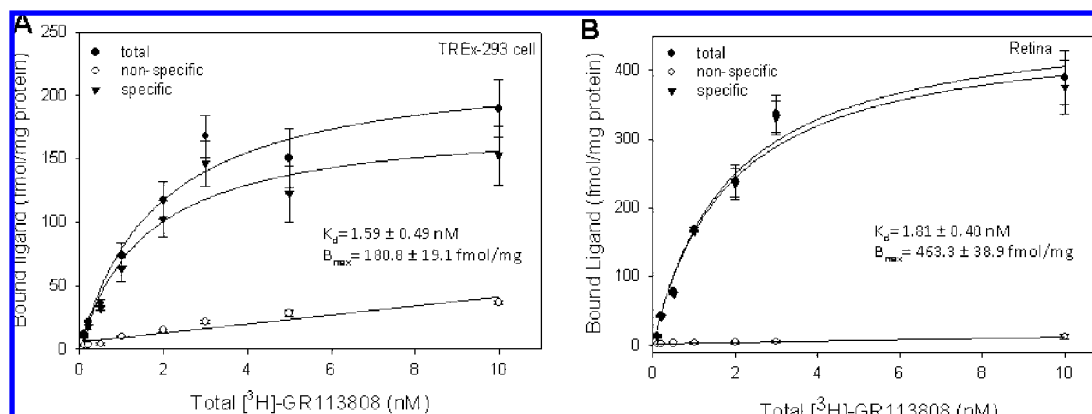 A
TREx-293 cell
total
non-specific
specific
Bound ligand (fmol/mg protein)
250
200
150
100
50
0
K_d = 1.59 ± 0.49 nM
B_max = 180.8 ± 19.1 fmol/mg
0 2 4 6 8 10
Total [³H]-GR113808 (nM)
B
Retina
total
non-specific
specific
Bound Ligand (fmol/mg protein)
400
300
200
100
0
K_d = 1.81 ± 0.40 nM
B_max = 463.3 ± 38.9 fmol/mg
0 2 4 6 8 10
Total [³H]-GR113808 (nM)